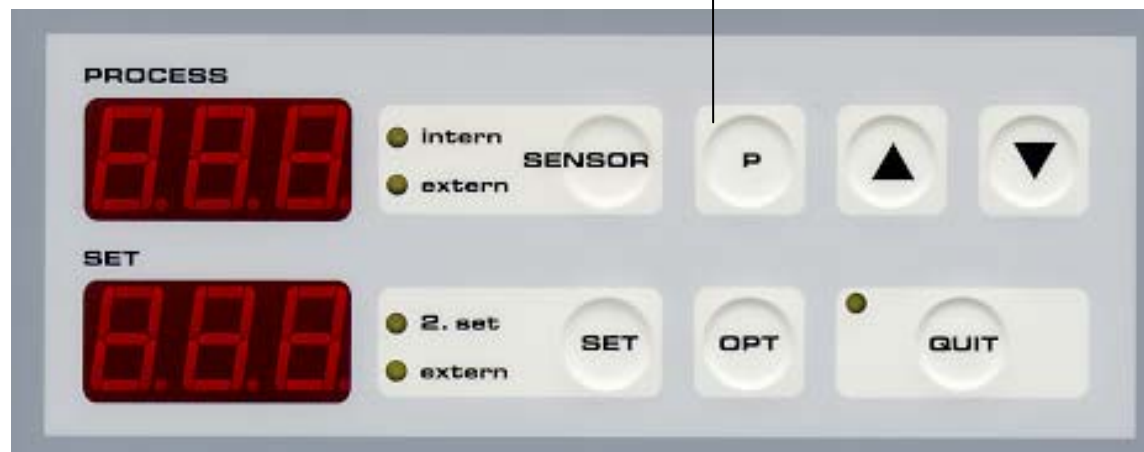 PROCESS
intern
SENSOR
extern
P
▲
▼
SET
2. set
extern
SET
OPT
QUIT